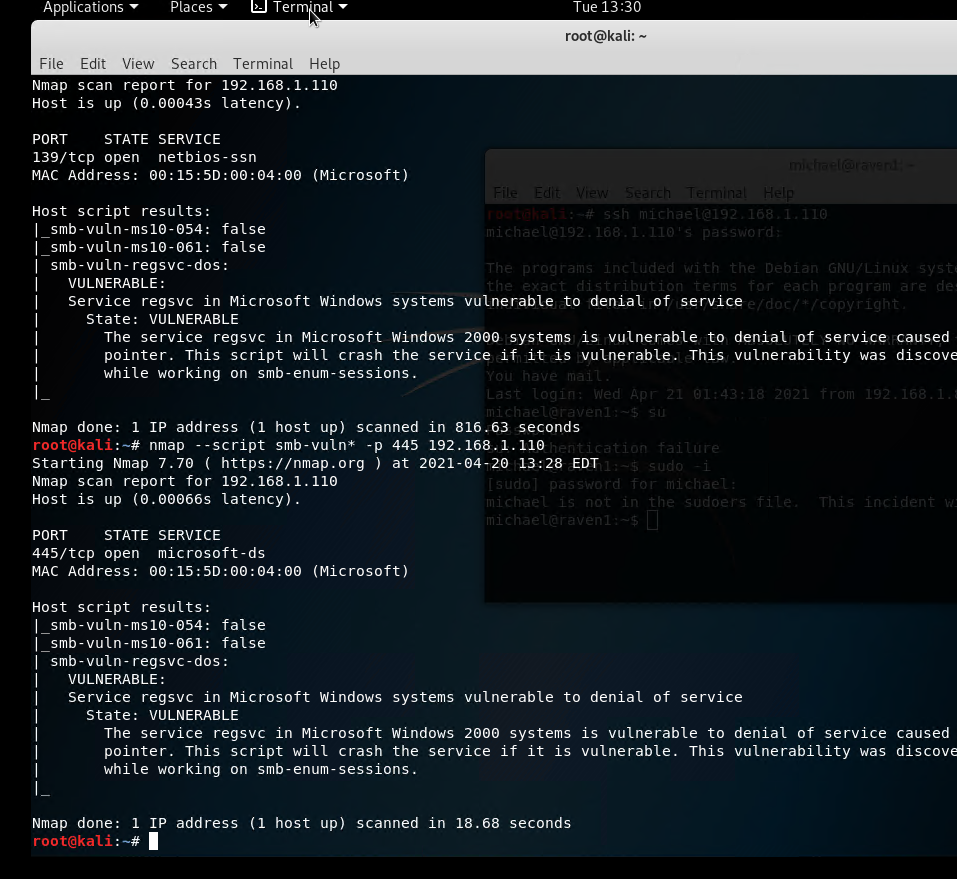 Applications Places Terminal Tue 13:30
root@kali: ~
File Edit View Search Terminal Help
Nmap scan report for 192.168.1.110
Host is up (0.00043s latency).
PORT    STATE SERVICE
139/tcp open  netbios-ssn
MAC Address: 00:15:5D:00:04:00 (Microsoft)
Host script results:
|_smb-vuln-ms10-054: false
|_smb-vuln-ms10-061: false
| smb-vuln-regsvc-dos:
|   VULNERABLE:
|   Service regsvc in Microsoft Windows systems vulnerable to denial of service
|     State: VULNERABLE
|       The service regsvc in Microsoft Windows 2000 systems is vulnerable to denial of service caused
|       pointer. This script will crash the service if it is vulnerable. This vulnerability was discove
|       while working on smb-enum-sessions.
|_
Nmap done: 1 IP address (1 host up) scanned in 816.63 seconds
root@kali:~# nmap --script smb-vuln* -p 445 192.168.1.110
Starting Nmap 7.70 ( https://nmap.org ) at 2021-04-20 13:28 EDT
Nmap scan report for 192.168.1.110
Host is up (0.00066s latency).
PORT    STATE SERVICE
445/tcp open  microsoft-ds
MAC Address: 00:15:5D:00:04:00 (Microsoft)
Host script results:
|_smb-vuln-ms10-054: false
|_smb-vuln-ms10-061: false
| smb-vuln-regsvc-dos:
|   VULNERABLE:
|   Service regsvc in Microsoft Windows systems vulnerable to denial of service
|     State: VULNERABLE
|       The service regsvc in Microsoft Windows 2000 systems is vulnerable to denial of service caused
|       pointer. This script will crash the service if it is vulnerable. This vulnerability was discove
|       while working on smb-enum-sessions.
|_
Nmap done: 1 IP address (1 host up) scanned in 18.68 seconds
root@kali:~#
michael@raven1: ~
File Edit View Search Terminal Help
root@kali:~# ssh michael@192.168.1.110
michael@192.168.1.110's password:
The programs included with the Debian GNU/Linux syst
the exact distribution terms for each program are des
You have mail.
Last login: Wed Apr 21 01:43:18 2021 from 192.168.1.
michael@raven1:~$ su
su: Authentication failure
michael@raven1:~$ sudo -i
[sudo] password for michael:
michael is not in the sudoers file.  This incident w
michael@raven1:~$